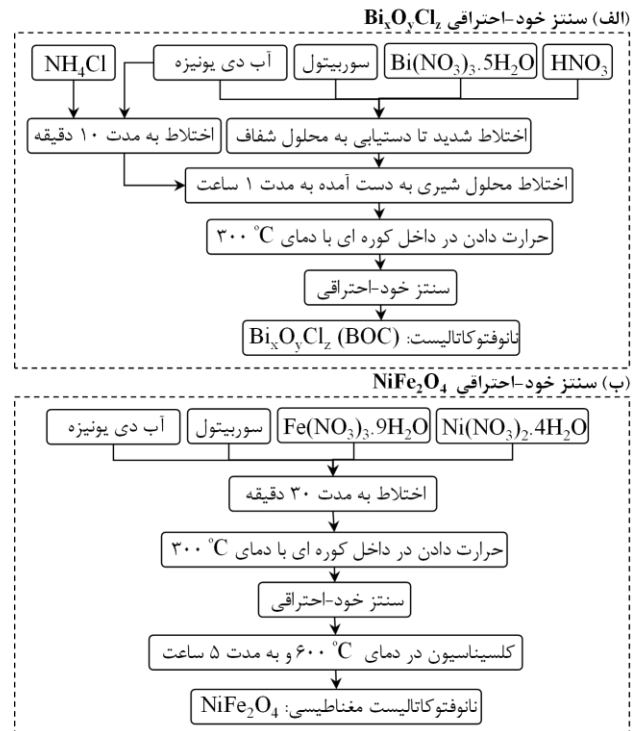 (الف) سنتز خود-احتراقی BixOyClz
NH4Cl
آب دی یونیزه
سوربیتول
Bi(NO3)3.5H2O
HNO3
اختلاط به مدت ۱۰ دقیقه
اختلاط شدید تا دستیابی به محلول شفاف
اختلاط محلول شیری به دست آمده به مدت ۱ ساعت
حرارت دادن در داخل کوره ای با دمای ۳۰۰ °C
سنتز خود-احتراقی
نانوفتوکاتالیست: BixOyClz (BOC)
(ب) سنتز خود-احتراقی NiFe2O4
آب دی یونیزه
سوربیتول
Fe(NO3)3.9H2O
Ni(NO3)2.4H2O
اختلاط به مدت ۳۰ دقیقه
حرارت دادن در داخل کوره ای با دمای ۳۰۰ °C
سنتز خود-احتراقی
کلسیناسیون در دمای ۶۰۰ °C و به مدت ۵ ساعت
نانوفتوکاتالیست مغناطیسی: NiFe2O4